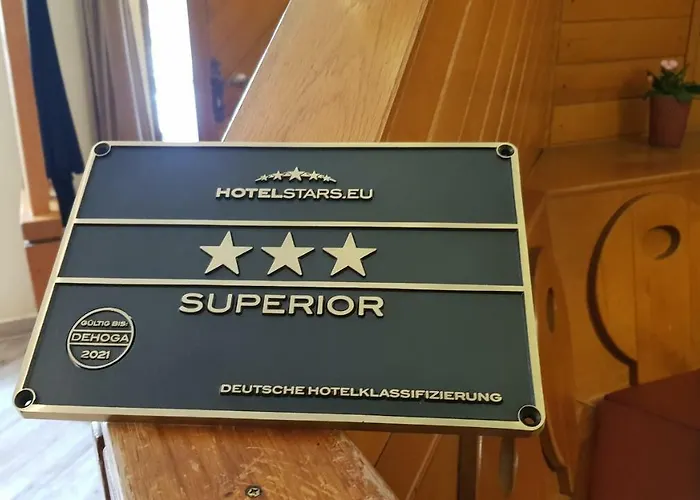 HOTELSTARS.EU
SUPERIOR
GÜLTIG BIS:
DEHOGA
2021
DEUTSCHE HOTELKLASSIFIZIERUNG